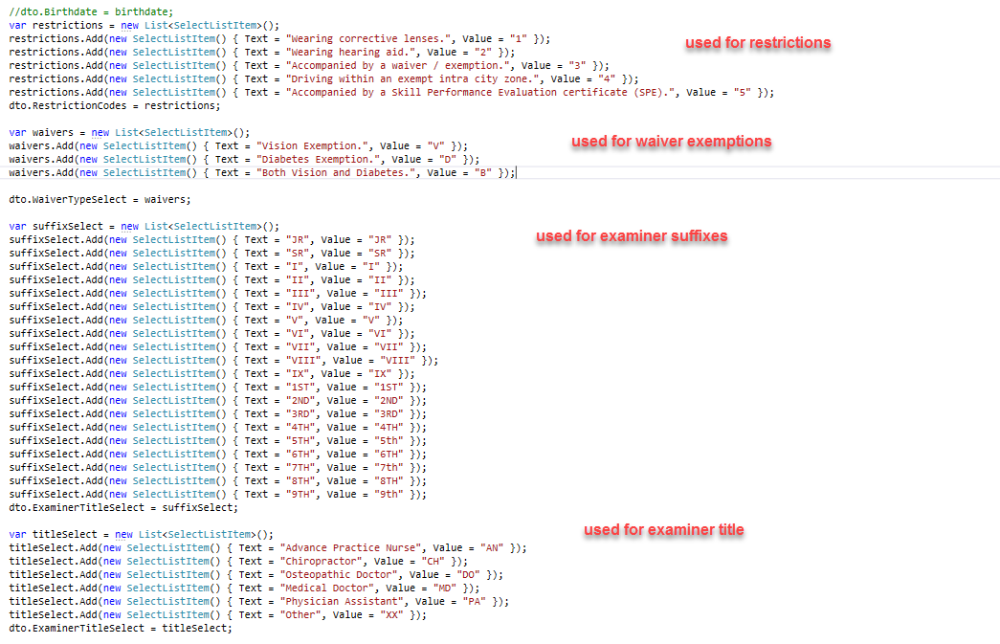 //dto.Birthdate = birthdate;
var restrictions = new List<SelectListItem>();
restrictions.Add(new SelectListItem() { Text = "Wearing corrective lenses.", Value = "1" });
used for restrictions
restrictions.Add(new SelectListItem() { Text = "Wearing hearing aid.", Value = "2" });
restrictions.Add(new SelectListItem() { Text = "Accompanied by a waiver / exemption.", Value = "3" });
restrictions.Add(new SelectListItem() { Text = "Driving within an exempt intra city zone.", Value = "4" });
restrictions.Add(new SelectListItem() { Text = "Accompanied by a Skill Performance Evaluation certificate (SPE).", Value = "5" });
dto.RestrictionCodes = restrictions;
var waivers = new List<SelectListItem>();
used for waiver exemptions
waivers.Add(new SelectListItem() { Text = "Vision Exemption.", Value = "V" });
waivers.Add(new SelectListItem() { Text = "Diabetes Exemption.", Value = "D" });
waivers.Add(new SelectListItem() { Text = "Both Vision and Diabetes.", Value = "B" });
dto.WaiverTypeSelect = waivers;
var suffixSelect = new List<SelectListItem>();
used for examiner suffixes
suffixSelect.Add(new SelectListItem() { Text = "JR", Value = "JR" });
suffixSelect.Add(new SelectListItem() { Text = "SR", Value = "SR" });
suffixSelect.Add(new SelectListItem() { Text = "I", Value = "I" });
suffixSelect.Add(new SelectListItem() { Text = "II", Value = "II" });
suffixSelect.Add(new SelectListItem() { Text = "III", Value = "III" });
suffixSelect.Add(new SelectListItem() { Text = "IV", Value = "IV" });
suffixSelect.Add(new SelectListItem() { Text = "V", Value = "V" });
suffixSelect.Add(new SelectListItem() { Text = "VI", Value = "VI" });
suffixSelect.Add(new SelectListItem() { Text = "VII", Value = "VII" });
suffixSelect.Add(new SelectListItem() { Text = "VIII", Value = "VIII" });
suffixSelect.Add(new SelectListItem() { Text = "IX", Value = "IX" });
suffixSelect.Add(new SelectListItem() { Text = "1ST", Value = "1ST" });
suffixSelect.Add(new SelectListItem() { Text = "2ND", Value = "2ND" });
suffixSelect.Add(new SelectListItem() { Text = "3RD", Value = "3RD" });
suffixSelect.Add(new SelectListItem() { Text = "4TH", Value = "4TH" });
suffixSelect.Add(new SelectListItem() { Text = "5TH", Value = "5th" });
suffixSelect.Add(new SelectListItem() { Text = "6TH", Value = "6TH" });
suffixSelect.Add(new SelectListItem() { Text = "7TH", Value = "7th" });
suffixSelect.Add(new SelectListItem() { Text = "8TH", Value = "8TH" });
suffixSelect.Add(new SelectListItem() { Text = "9TH", Value = "9th" });
dto.ExaminerTitleSelect = suffixSelect;
var titleSelect = new List<SelectListItem>();
used for examiner title
titleSelect.Add(new SelectListItem() { Text = "Advance Practice Nurse", Value = "AN" });
titleSelect.Add(new SelectListItem() { Text = "Chiropractor", Value = "CH" });
titleSelect.Add(new SelectListItem() { Text = "Osteopathic Doctor", Value = "DO" });
titleSelect.Add(new SelectListItem() { Text = "Medical Doctor", Value = "MD" });
titleSelect.Add(new SelectListItem() { Text = "Physician Assistant", Value = "PA" });
titleSelect.Add(new SelectListItem() { Text = "Other", Value = "XX" });
dto.ExaminerTitleSelect = titleSelect;